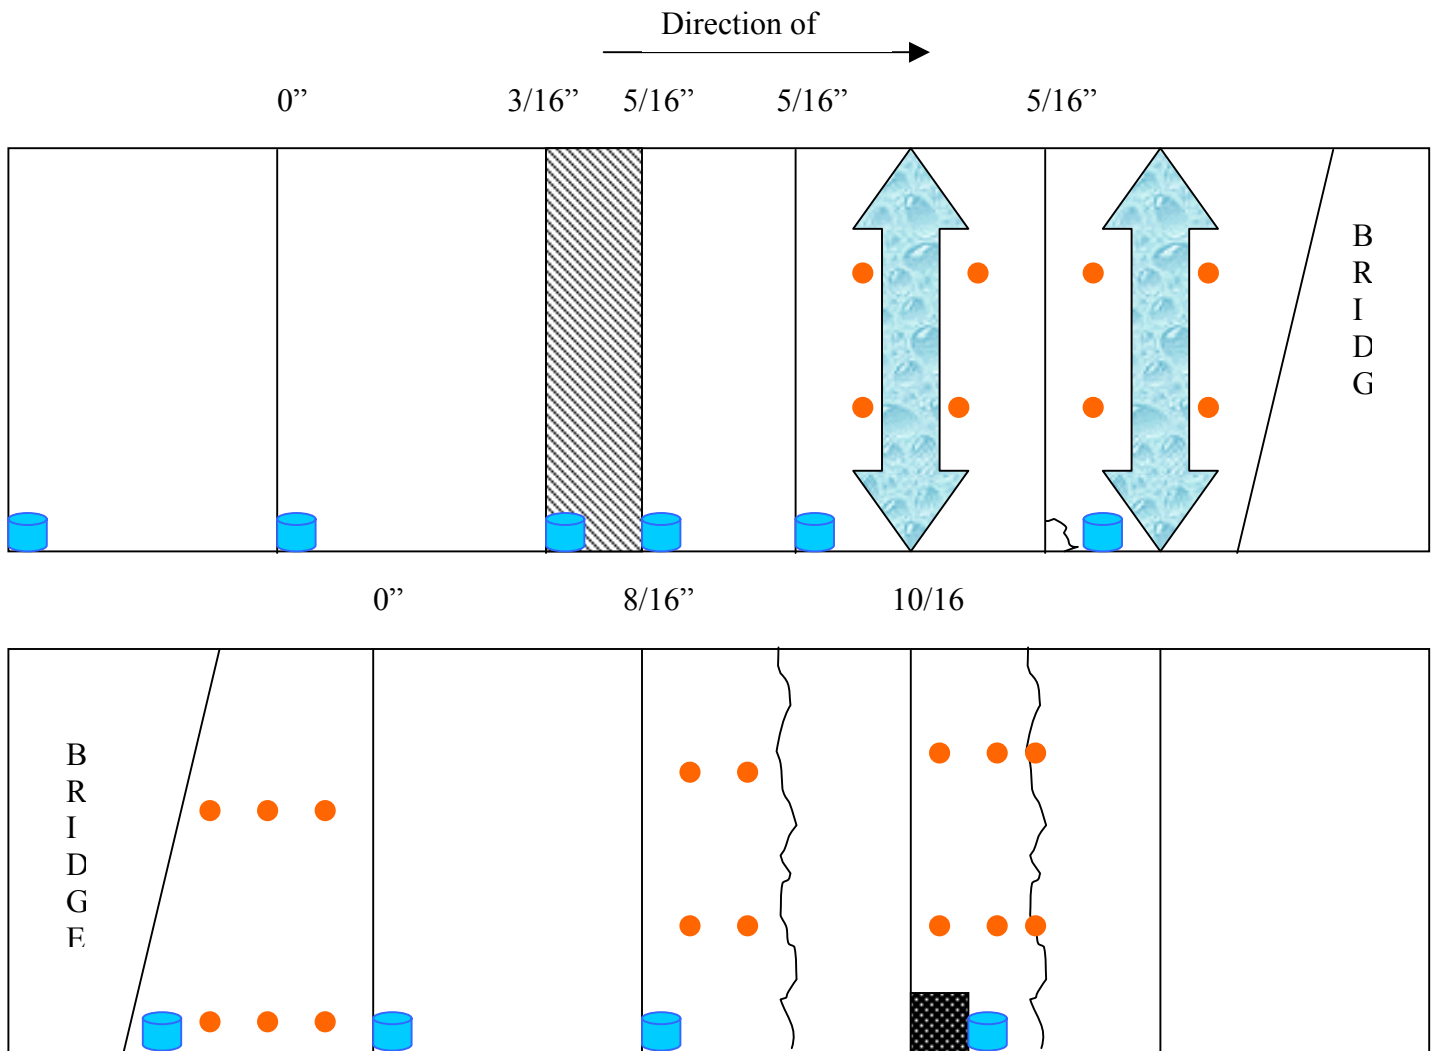 Direction of
0”
3/16”
5/16”
5/16”
5/16”
B
R
I
D
G
0”
8/16”
10/16
B
R
I
D
G
E